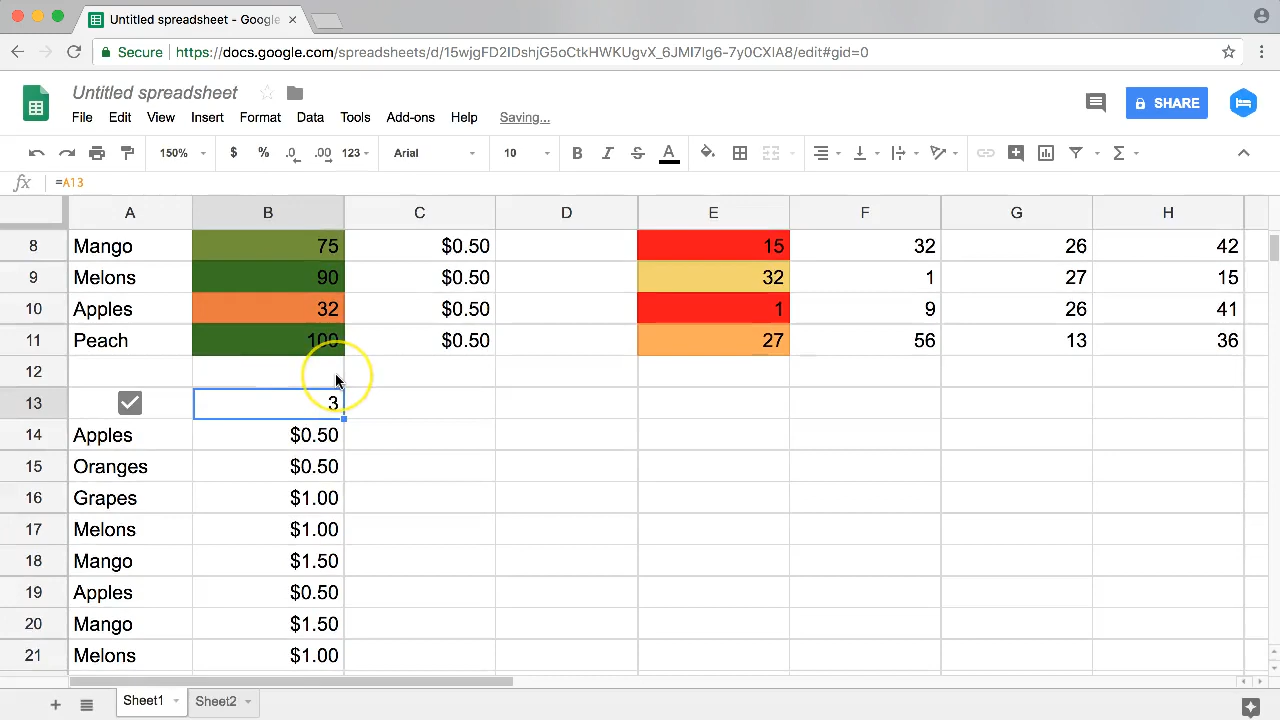 Untitled spreadsheet - Google
Secure https://docs.google.com/spreadsheets/d/15wjgFD2IDshjG5oCtkHWKUgvX_6JMI7lg6-7y0CXIA8/edit#gid=0
Untitled spreadsheet
File Edit View Insert Format Data Tools Add-ons Help Saving...
SHARE
150% $ % .0 .00 123 Arial 10 B I S A Σ
fx =A13
A B C D E F G H
8 Mango 75 $0.50 15 32 26 42
9 Melons 90 $0.50 32 1 27 15
10 Apples 32 $0.50 1 9 26 41
11 Peach 100 $0.50 27 56 13 36
12
13 3
14 Apples $0.50
15 Oranges $0.50
16 Grapes $1.00
17 Melons $1.00
18 Mango $1.50
19 Apples $0.50
20 Mango $1.50
21 Melons $1.00
Sheet1 Sheet2